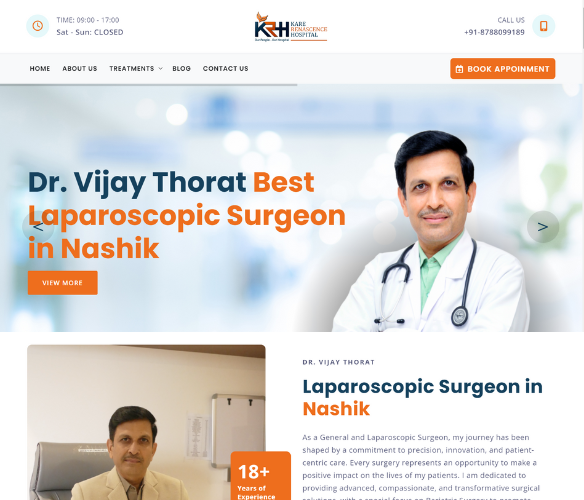 TIME: 09:00 - 17:00
Sat - Sun: CLOSED
KRH
KARE
RENASCENCE
HOSPITAL
CALL US
+91-8788099189
HOME
ABOUT US
TREATMENTS
BLOG
CONTACT US
BOOK APPOINMENT
Dr. Vijay Thorat Best
Laparoscopic Surgeon
in Nashik
<
>
VIEW MORE
18+
Years of
Experience
DR. VIJAY THORAT
Laparoscopic Surgeon in
Nashik
As a General and Laparoscopic Surgeon, my journey has been
shaped by a commitment to precision, innovation, and patient-
centric care. Every surgery represents an opportunity to make a
positive impact on the lives of my patients. I am dedicated to
providing advanced, compassionate, and transformative surgical